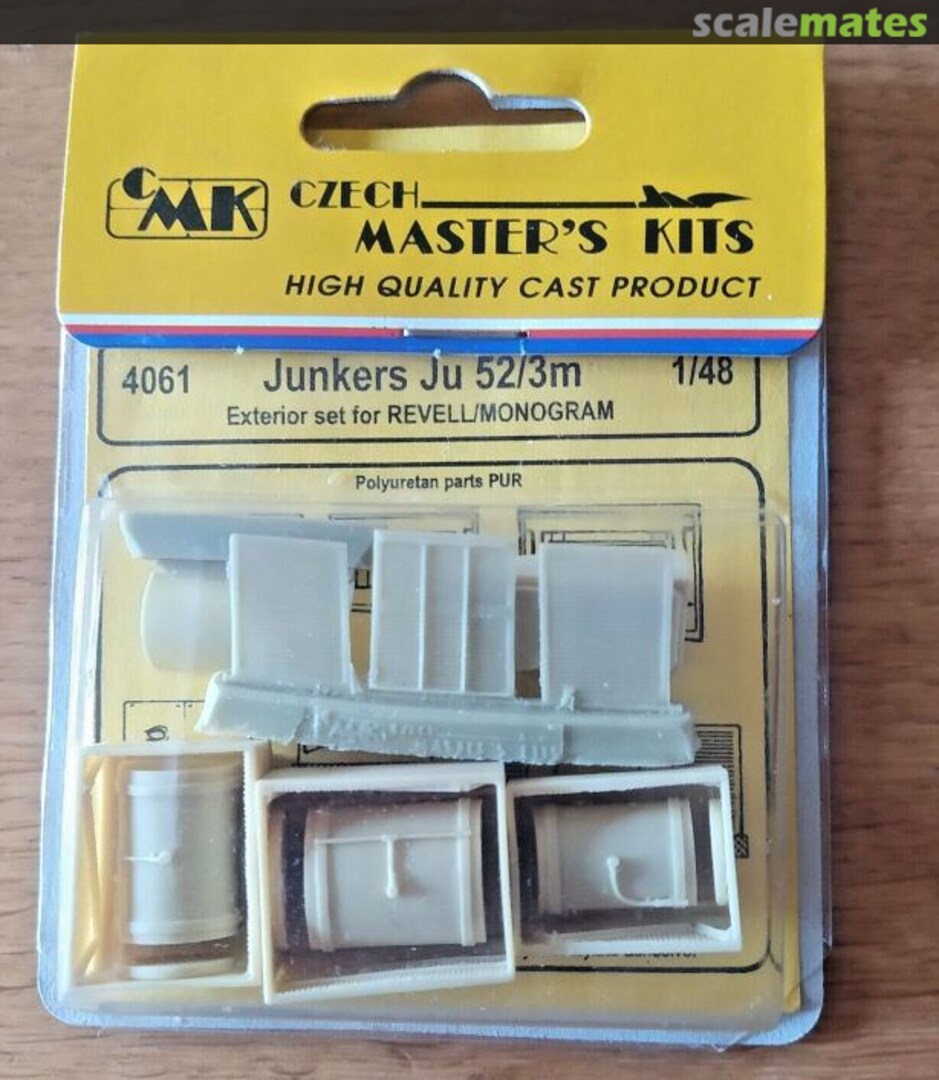 scalemates
CMK
CZECH
MASTER'S KITS
HIGH QUALITY CAST PRODUCT
4061 Junkers Ju 52/3m 1/48
Exterior set for REVELL/MONOGRAM
Polyuretan parts PUR